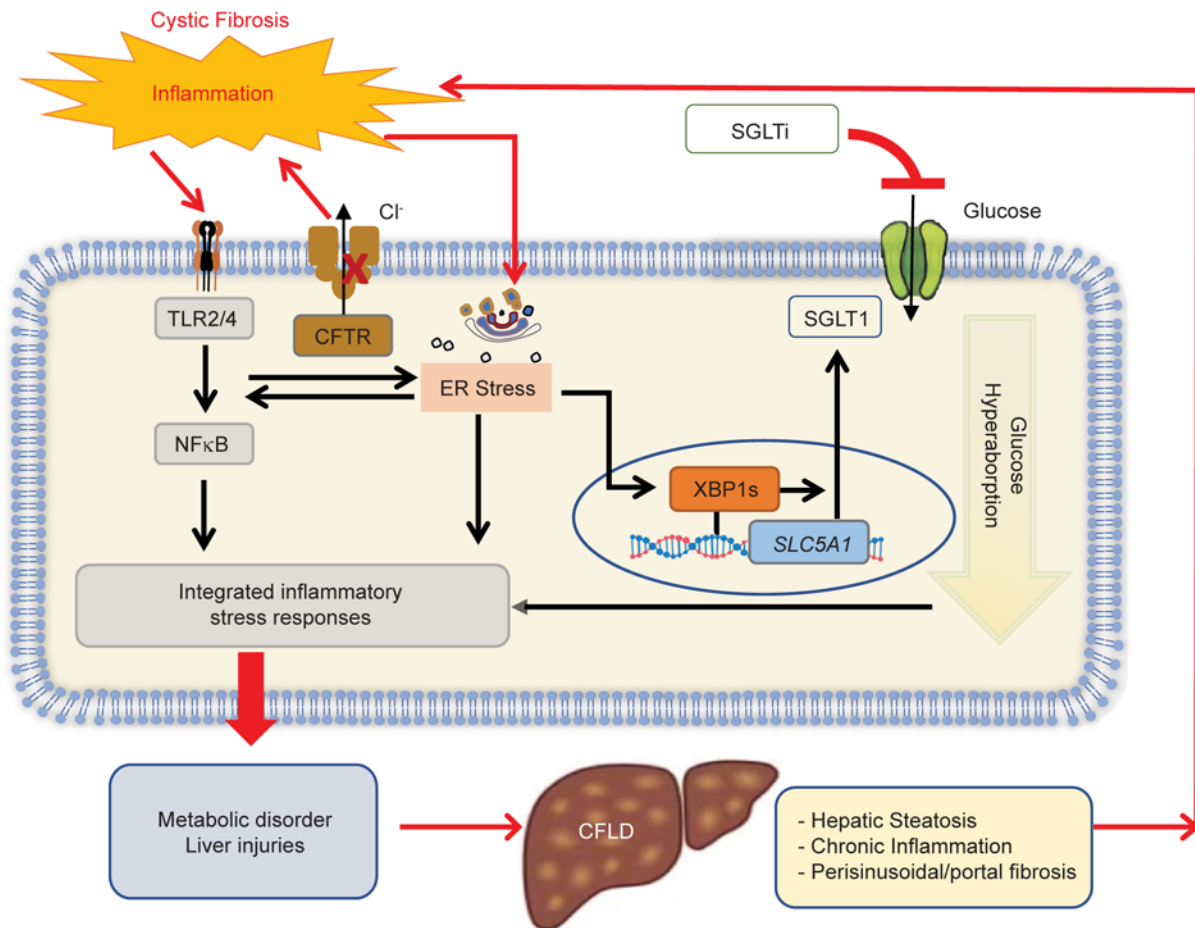 Cystic Fibrosis
Inflammation
SGLTi
Cl-
Glucose
TLR2/4
CFTR
X
SGLT1
ER Stress
NFκB
Glucose
Hyperaborption
XBP1s
SLC5A1
Integrated inflammatory
stress responses
Metabolic disorder
Liver injuries
CFLD
- Hepatic Steatosis
- Chronic Inflammation
- Perisinusoidal/portal fibrosis